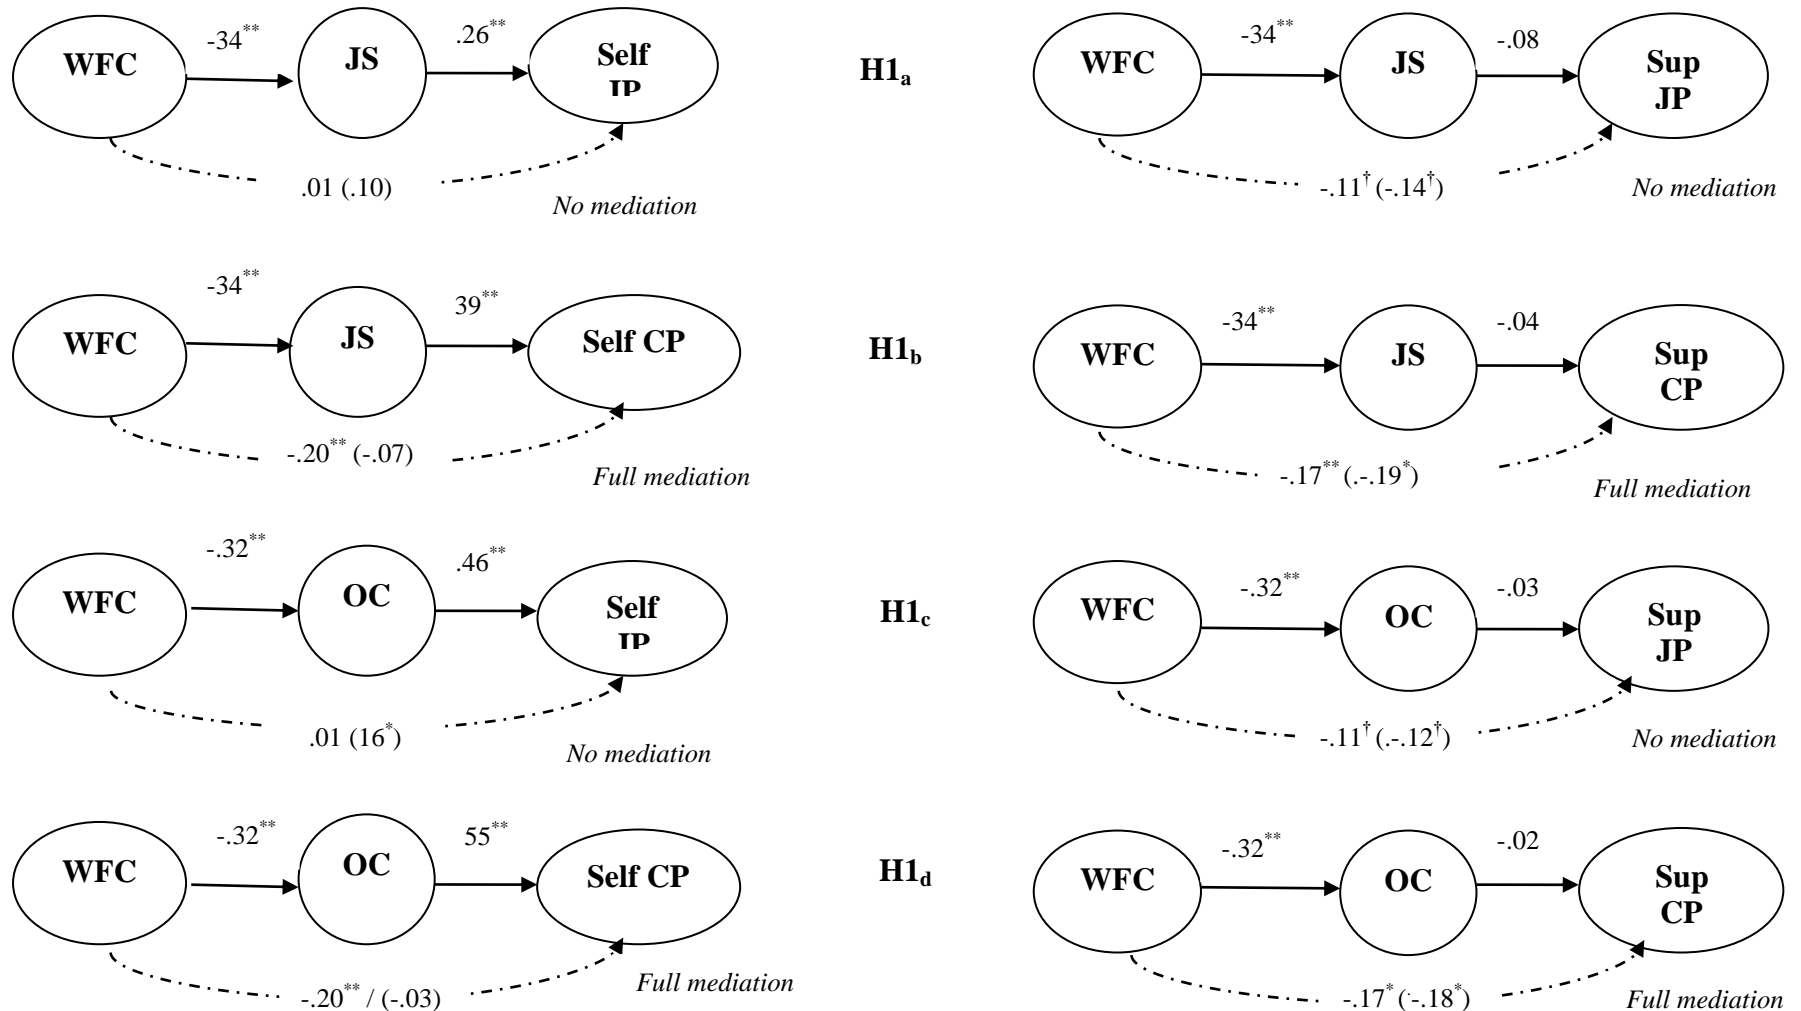 -34** .26** -34** -.08
WFC JS Self JP H1a WFC JS Sup JP
.01 (.10) -.11† (-.14†)
No mediation No mediation
-34** 39** -34** -.04
WFC JS Self CP H1b WFC JS Sup CP
-.20** (-.07) -.17** (.-.19*)
Full mediation Full mediation
-.32** .46** -.32** -.03
WFC OC Self JP H1c WFC OC Sup JP
.01 (16*) -.11† (.-.12†)
No mediation No mediation
-.32** 55** -.32** -.02
WFC OC Self CP H1d WFC OC Sup CP
-.20** / (-.03) -.17* (-.18*)
Full mediation Full mediation